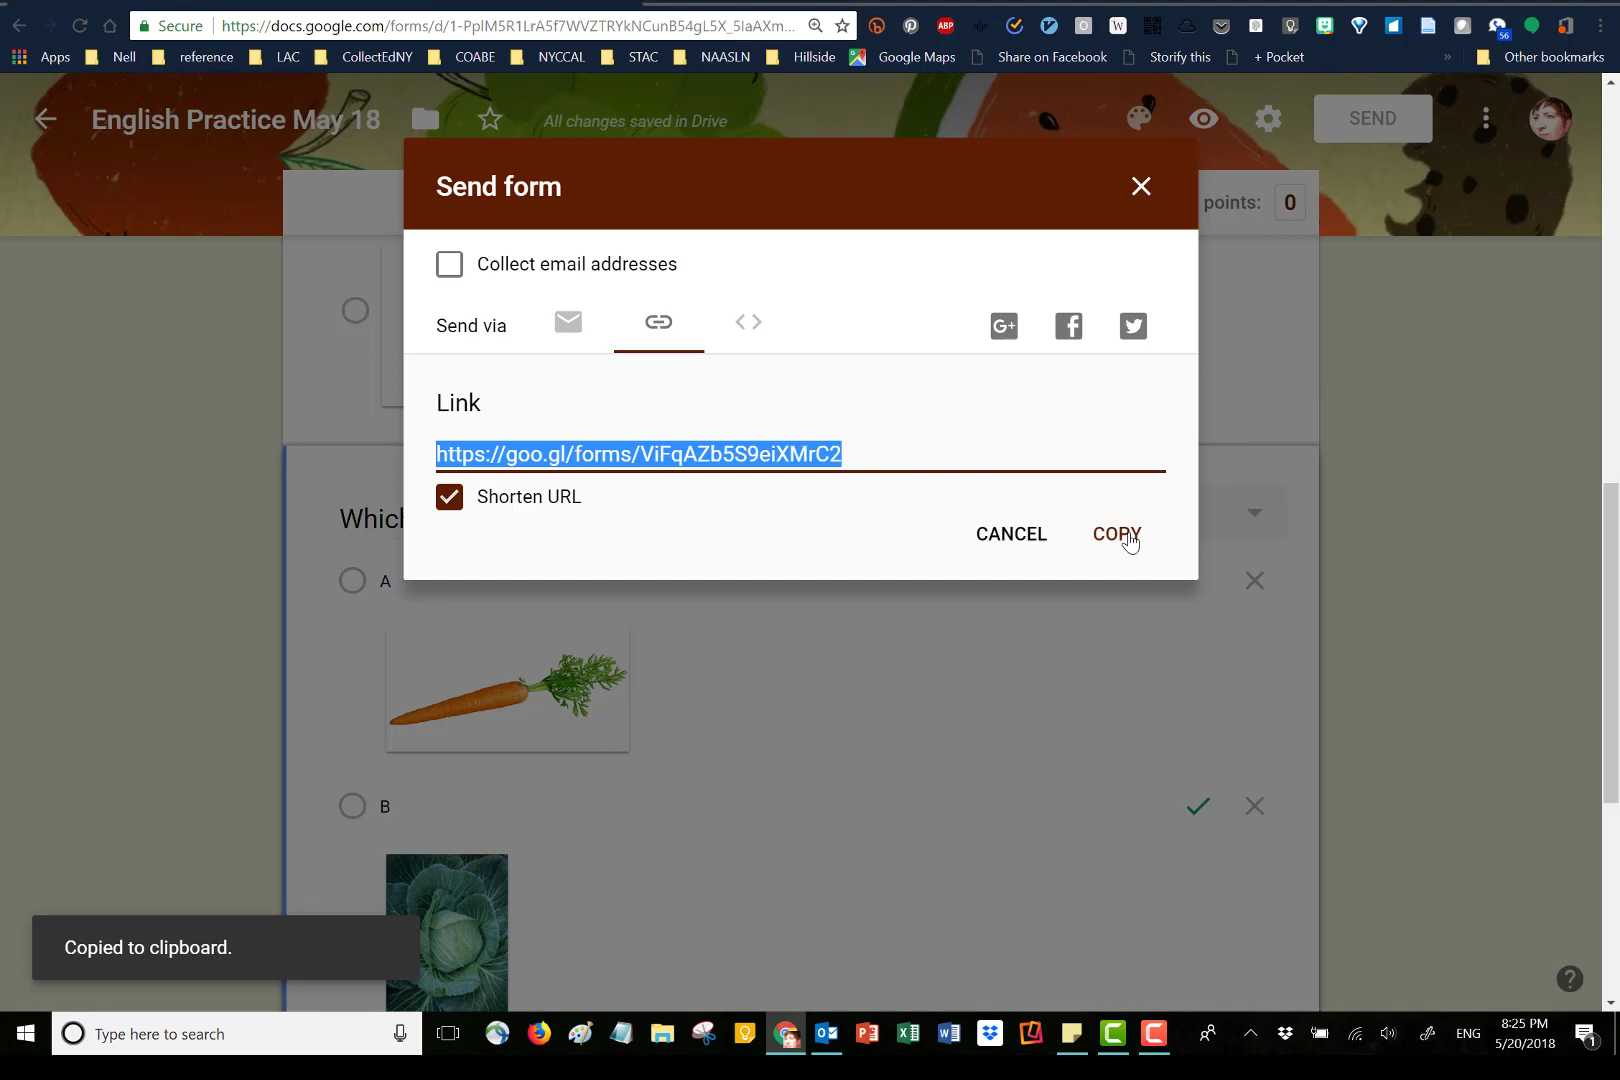 Secure
https://docs.google.com/forms/d/1-PplM5R1LrA5f7WVZTRYkNCunB54gL5X_5laAXm...
56
Apps
Nell
reference
LAC
CollectEdNY
COABE
NYCCAL
STAC
NAASLN
Hillside
Google Maps
Share on Facebook
Storify this
+ Pocket
»
Other bookmarks
English Practice May 18
All changes saved in Drive
SEND
Send form
points: 0
Collect email addresses
Send via
Link
https://goo.gl/forms/ViFqAZb5S9eiXMrC2
Shorten URL
Which
CANCEL
COPY
A
B
Copied to clipboard.
Type here to search
ENG
8:25 PM
5/20/2018
1